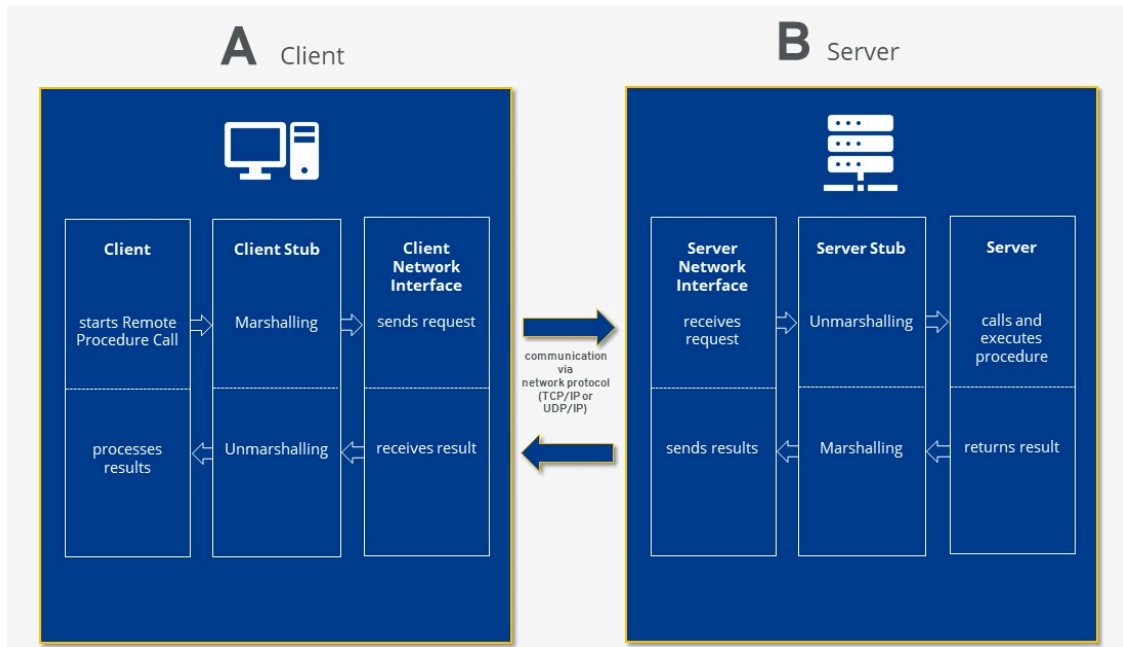 A Client
B Server
Client
starts Remote
Procedure Call
processes
results
Client Stub
Marshalling
Unmarshalling
Client
Network
Interface
sends request
receives result
communication
via
network protocol
(TCP/IP or
UDP/IP)
Server
Network
Interface
receives
request
sends results
Server Stub
Unmarshalling
Marshalling
Server
calls and
executes
procedure
returns result